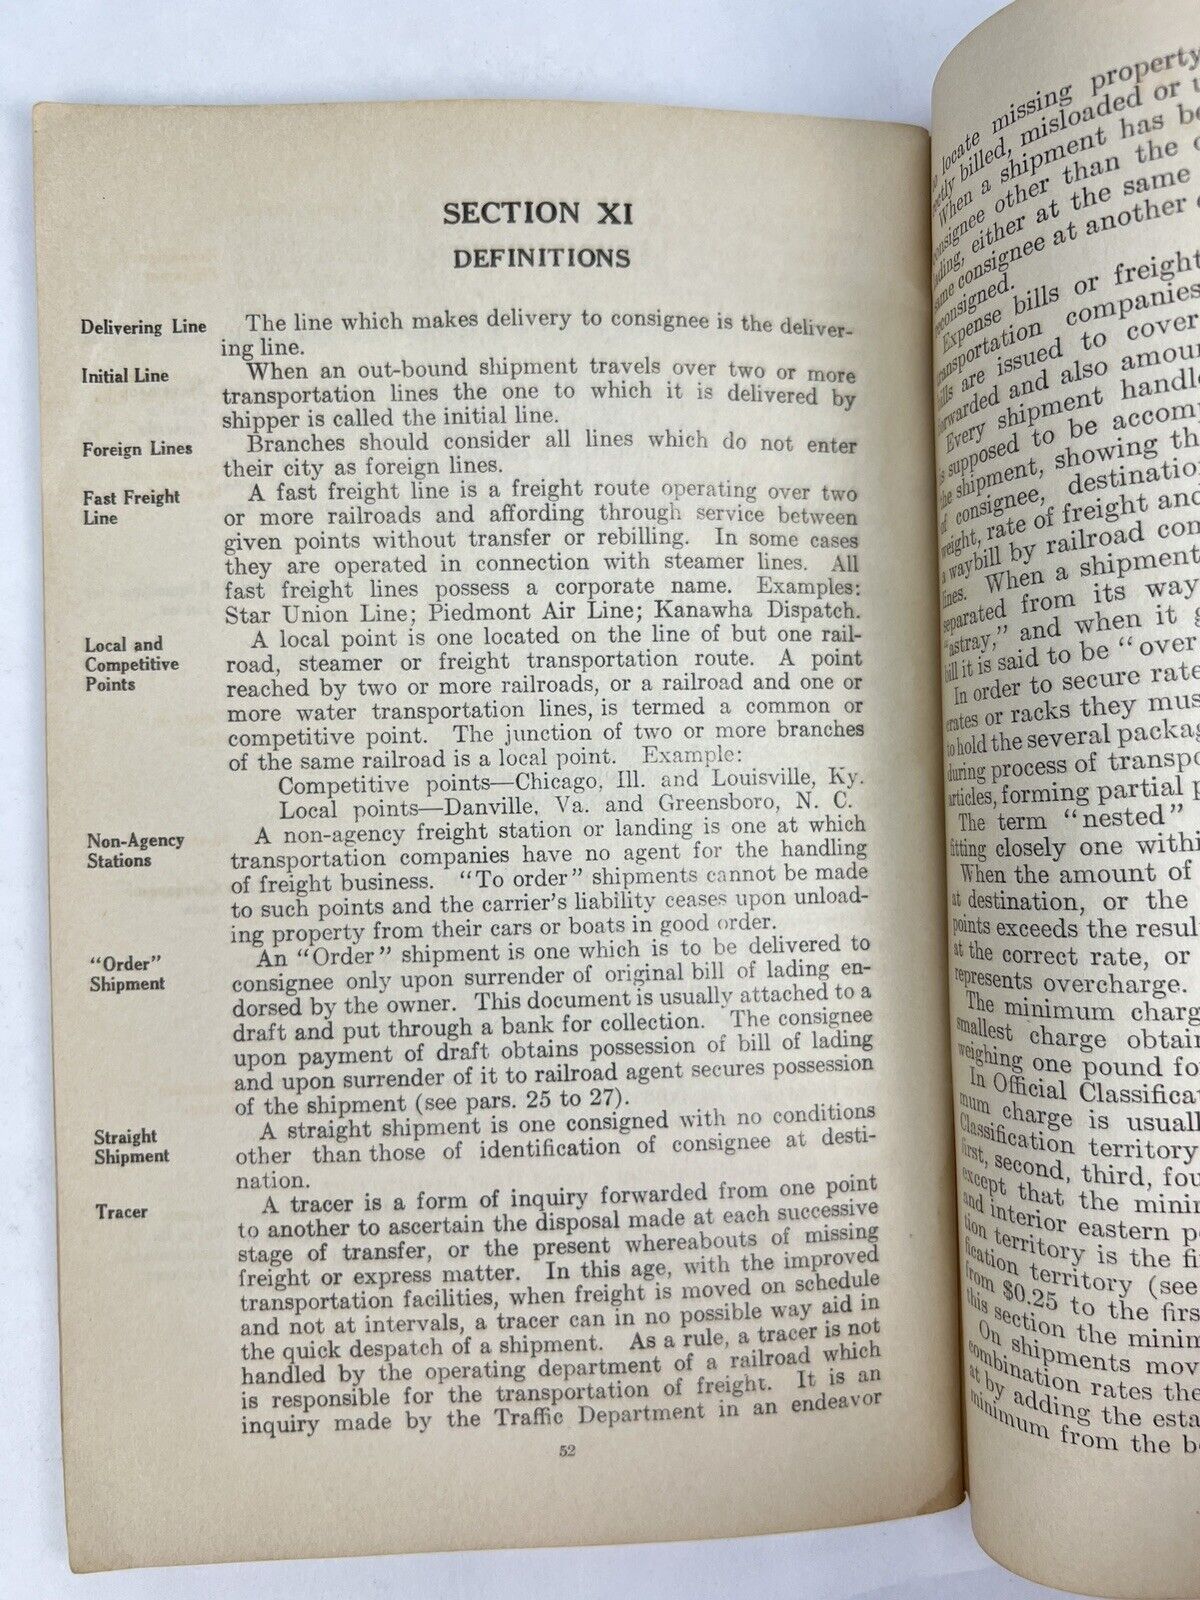 SECTION XI
DEFINITIONS
Delivering Line
The line which makes delivery to consignee is the deliver-
ing line.
Initial Line
When an out-bound shipment travels over two or more
transportation lines the one to which it is delivered by
shipper is called the initial line.
Foreign Lines
Branches should consider all lines which do not enter
their city as foreign lines.
Fast Freight
Line
A fast freight line is a freight route operating over two
or more railroads and affording through service between
given points without transfer or rebilling. In some cases
they are operated in connection with steamer lines. All
fast freight lines possess a corporate name. Examples:
Star Union Line; Piedmont Air Line; Kanawha Dispatch.
Local and
Competitive
Points
A local point is one located on the line of but one rail-
road, steamer or freight transportation route. A point
reached by two or more railroads, or a railroad and one or
more water transportation lines, is termed a common or
competitive point. The junction of two or more branches
of the same railroad is a local point. Example:
Competitive points—Chicago, Ill. and Louisville, Ky.
Local points—Danville, Va. and Greensboro, N. C.
Non-Agency
Stations
A non-agency freight station or landing is one at which
transportation companies have no agent for the handling
of freight business. "To order" shipments cannot be made
to such points and the carrier's liability ceases upon unload-
ing property from their cars or boats in good order.
"Order"
Shipment
An "Order" shipment is one which is to be delivered to
consignee only upon surrender of original bill of lading en-
dorsed by the owner. This document is usually attached to a
draft and put through a bank for collection. The consignee
upon payment of draft obtains possession of bill of lading
and upon surrender of it to railroad agent secures possession
of the shipment (see pars. 25 to 27).
Straight
Shipment
A straight shipment is one consigned with no conditions
other than those of identification of consignee at desti-
nation.
Tracer
A tracer is a form of inquiry forwarded from one point
to another to ascertain the disposal made at each successive
stage of transfer, or the present whereabouts of missing
freight or express matter. In this age, with the improved
transportation facilities, when freight is moved on schedule
and not at intervals, a tracer can in no possible way aid in
the quick despatch of a shipment. As a rule, a tracer is not
handled by the operating department of a railroad which
is responsible for the transportation of freight. It is an
inquiry made by the Traffic Department in an endeavor
52
to locate missing property
billed, misloaded or
When a shipment has
consignee other than the
lading, either at the same
same consignee at another
reconsigned.
Expense bills or freight
transportation companies
bills are issued to cover
forwarded and also
Every shipment
is supposed to be
the shipment, showing
of consignee,
weight, rate of freight and
a waybill by railroad
lines. When a shipment
separated from its
"astray," and when it
bill it is said to be "over
In order to secure
crates or racks they
to hold the several
during process of
articles, forming partial
The term "nested"
fitting closely one
When the amount of
at destination, or the
points exceeds the
at the correct rate, or
represents overcharge.
The minimum
smallest charge
weighing one pound
In Official
mum charge is
Classification territory
first, second, third,
except that the
and interior eastern
tion territory is the
fication territory (see
from $0.25 to the
this section the
On shipments
combination rates
at by adding the
minimum from the